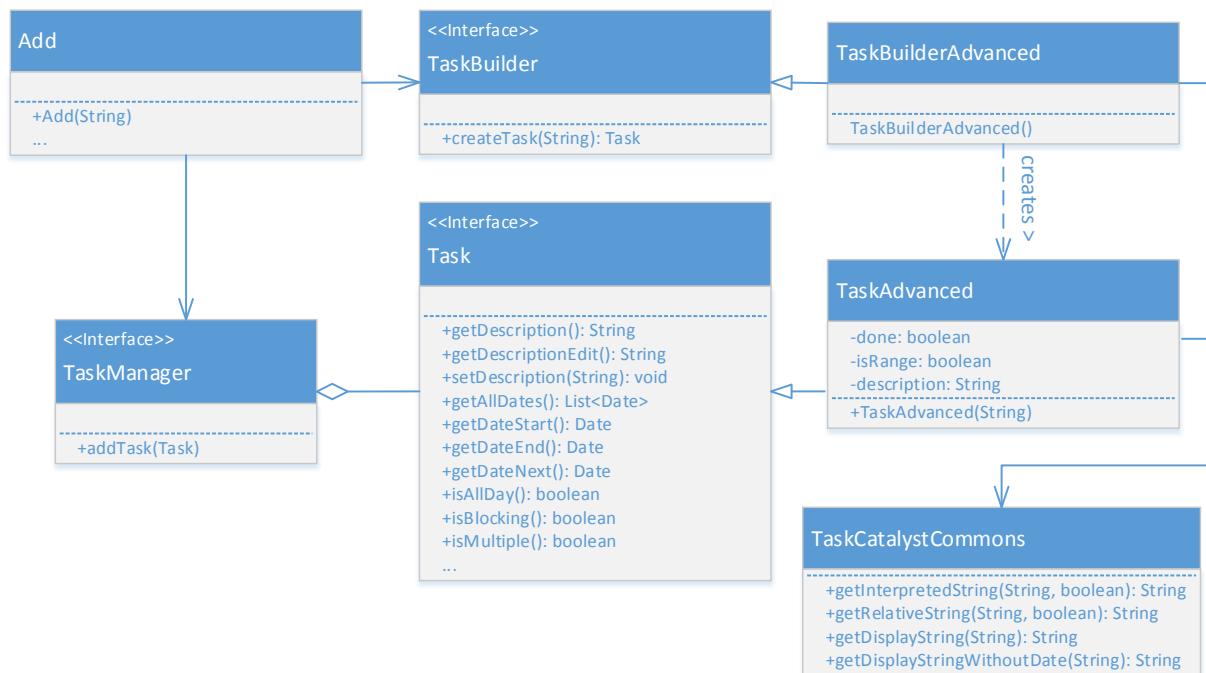 Add
+Add(String)
...
<<Interface>>
TaskBuilder
+createTask(String): Task
TaskBuilderAdvanced
TaskBuilderAdvanced()
creates >
<<Interface>>
Task
+getDescription(): String
+getDescriptionEdit(): String
+setDescription(String): void
+getAllDates(): List<Date>
+getDateStart(): Date
+getDateEnd(): Date
+getDateNext(): Date
+isAllDay(): boolean
+isBlocking(): boolean
+isMultiple(): boolean
...
TaskAdvanced
-done: boolean
-isRange: boolean
-description: String
+TaskAdvanced(String)
<<Interface>>
TaskManager
+addTask(Task)
TaskCatalystCommons
+getInterpretedString(String, boolean): String
+getRelativeString(String, boolean): String
+getDisplayString(String): String
+getDisplayStringWithoutDate(String): String